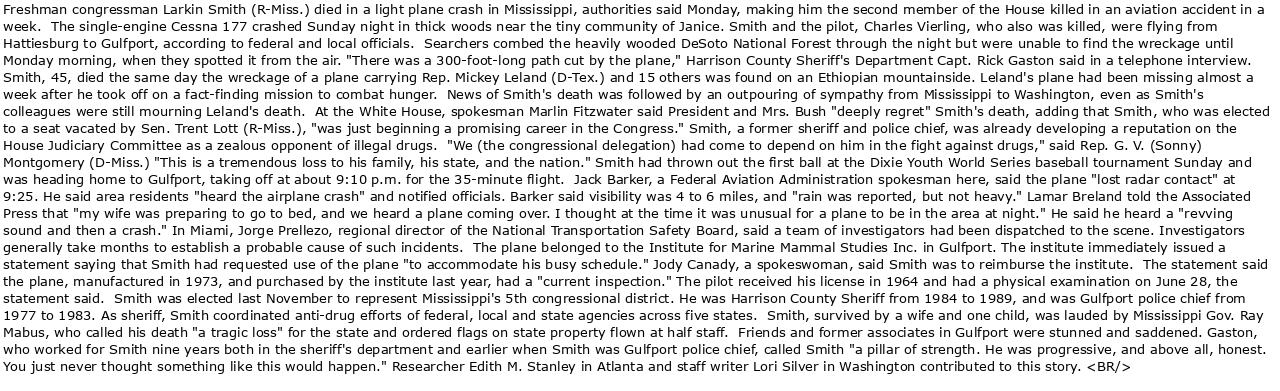 Freshman congressman Larkin Smith (R-Miss.) died in a light plane crash in Mississippi, authorities said Monday, making him the second member of the House killed in an aviation accident in a
week.  The single-engine Cessna 177 crashed Sunday night in thick woods near the tiny community of Janice. Smith and the pilot, Charles Vierling, who also was killed, were flying from
Hattiesburg to Gulfport, according to federal and local officials.  Searchers combed the heavily wooded DeSoto National Forest through the night but were unable to find the wreckage until
Monday morning, when they spotted it from the air. "There was a 300-foot-long path cut by the plane," Harrison County Sheriff's Department Capt. Rick Gaston said in a telephone interview.
Smith, 45, died the same day the wreckage of a plane carrying Rep. Mickey Leland (D-Tex.) and 15 others was found on an Ethiopian mountainside. Leland's plane had been missing almost a
week after he took off on a fact-finding mission to combat hunger.  News of Smith's death was followed by an outpouring of sympathy from Mississippi to Washington, even as Smith's
colleagues were still mourning Leland's death.  At the White House, spokesman Marlin Fitzwater said President and Mrs. Bush "deeply regret" Smith's death, adding that Smith, who was elected
to a seat vacated by Sen. Trent Lott (R-Miss.), "was just beginning a promising career in the Congress." Smith, a former sheriff and police chief, was already developing a reputation on the
House Judiciary Committee as a zealous opponent of illegal drugs.  "We (the congressional delegation) had come to depend on him in the fight against drugs," said Rep. G. V. (Sonny)
Montgomery (D-Miss.) "This is a tremendous loss to his family, his state, and the nation." Smith had thrown out the first ball at the Dixie Youth World Series baseball tournament Sunday and
was heading home to Gulfport, taking off at about 9:10 p.m. for the 35-minute flight.  Jack Barker, a Federal Aviation Administration spokesman here, said the plane "lost radar contact" at
9:25. He said area residents "heard the airplane crash" and notified officials. Barker said visibility was 4 to 6 miles, and "rain was reported, but not heavy." Lamar Breland told the Associated
Press that "my wife was preparing to go to bed, and we heard a plane coming over. I thought at the time it was unusual for a plane to be in the area at night." He said he heard a "revving
sound and then a crash." In Miami, Jorge Prellezo, regional director of the National Transportation Safety Board, said a team of investigators had been dispatched to the scene. Investigators
generally take months to establish a probable cause of such incidents.  The plane belonged to the Institute for Marine Mammal Studies Inc. in Gulfport. The institute immediately issued a
statement saying that Smith had requested use of the plane "to accommodate his busy schedule." Jody Canady, a spokeswoman, said Smith was to reimburse the institute.  The statement said
the plane, manufactured in 1973, and purchased by the institute last year, had a "current inspection." The pilot received his license in 1964 and had a physical examination on June 28, the
statement said.  Smith was elected last November to represent Mississippi's 5th congressional district. He was Harrison County Sheriff from 1984 to 1989, and was Gulfport police chief from
1977 to 1983. As sheriff, Smith coordinated anti-drug efforts of federal, local and state agencies across five states.  Smith, survived by a wife and one child, was lauded by Mississippi Gov. Ray
Mabus, who called his death "a tragic loss" for the state and ordered flags on state property flown at half staff.  Friends and former associates in Gulfport were stunned and saddened. Gaston,
who worked for Smith nine years both in the sheriff's department and earlier when Smith was Gulfport police chief, called Smith "a pillar of strength. He was progressive, and above all, honest.
You just never thought something like this would happen." Researcher Edith M. Stanley in Atlanta and staff writer Lori Silver in Washington contributed to this story. <BR/>